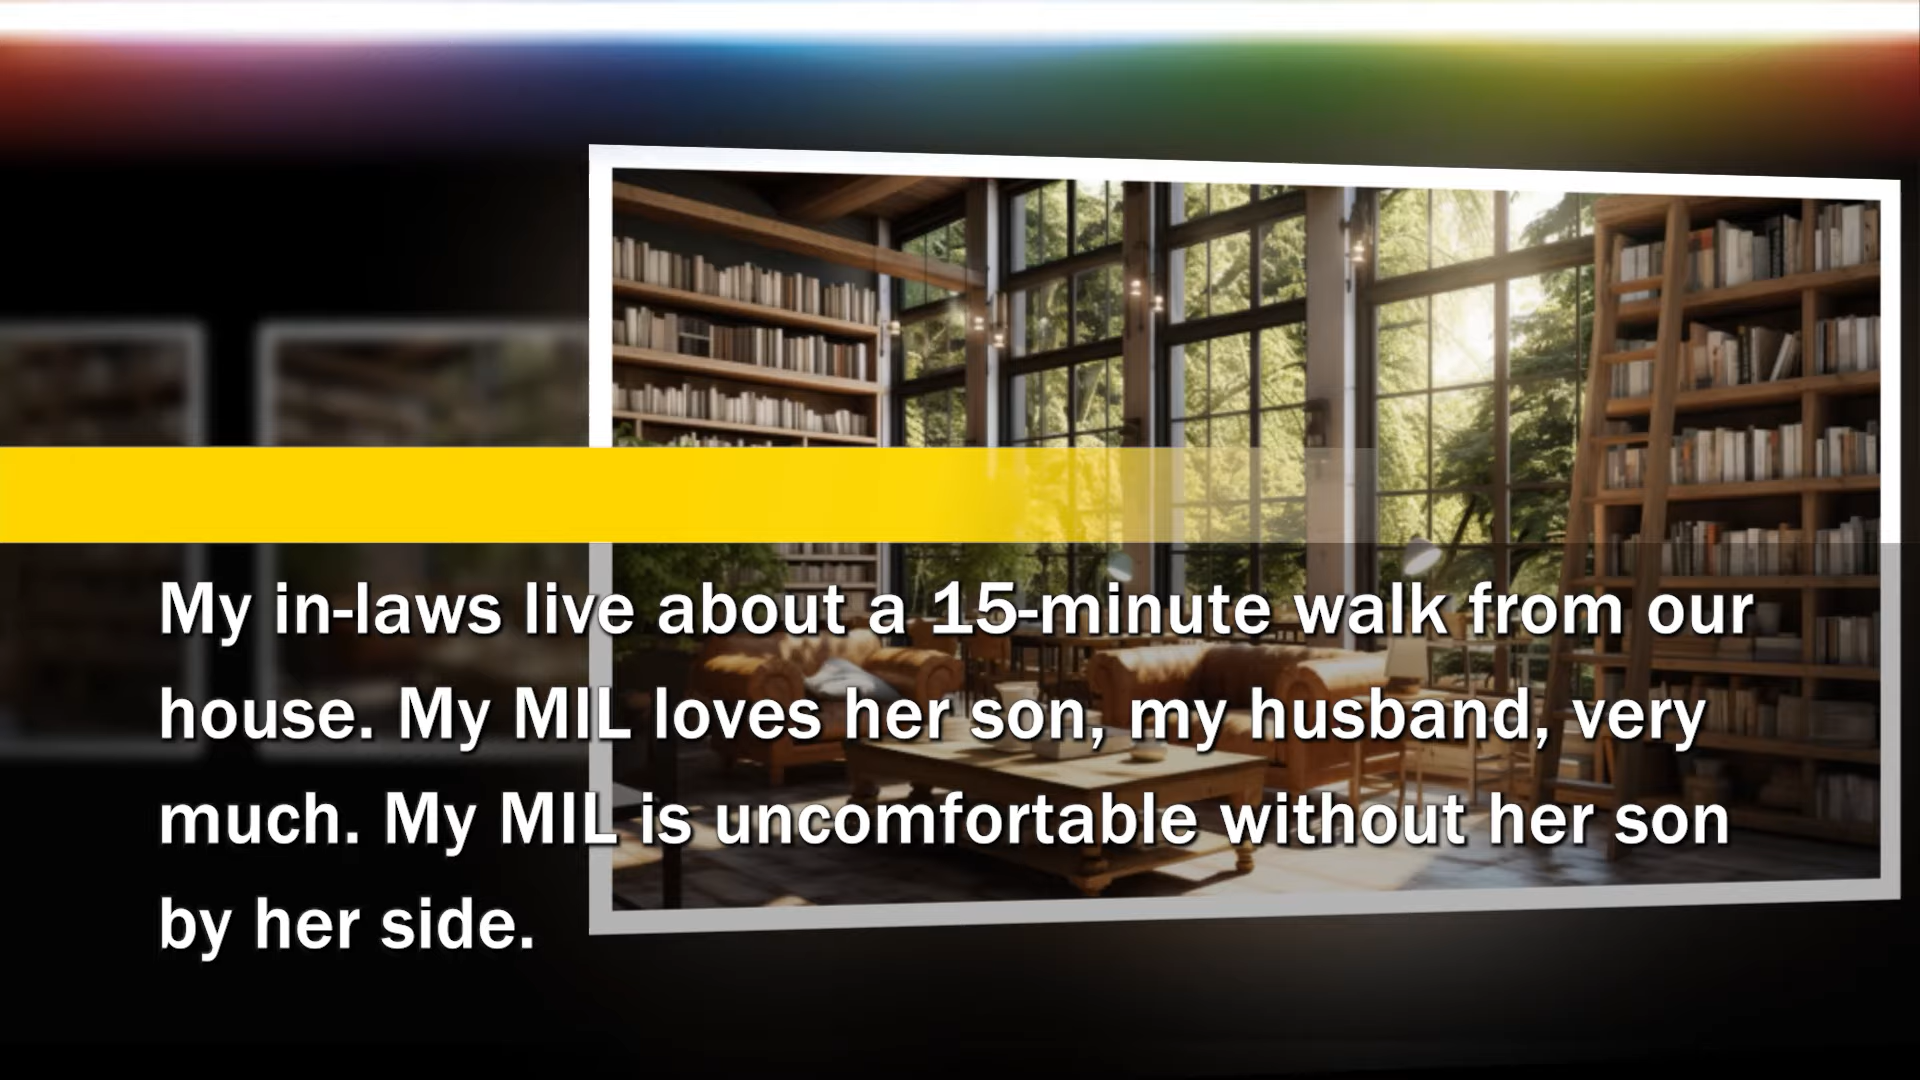 My in-laws live about a 15-minute walk from our
house. My MIL loves her son, my husband, very
much. My MIL is uncomfortable without her son
by her side.